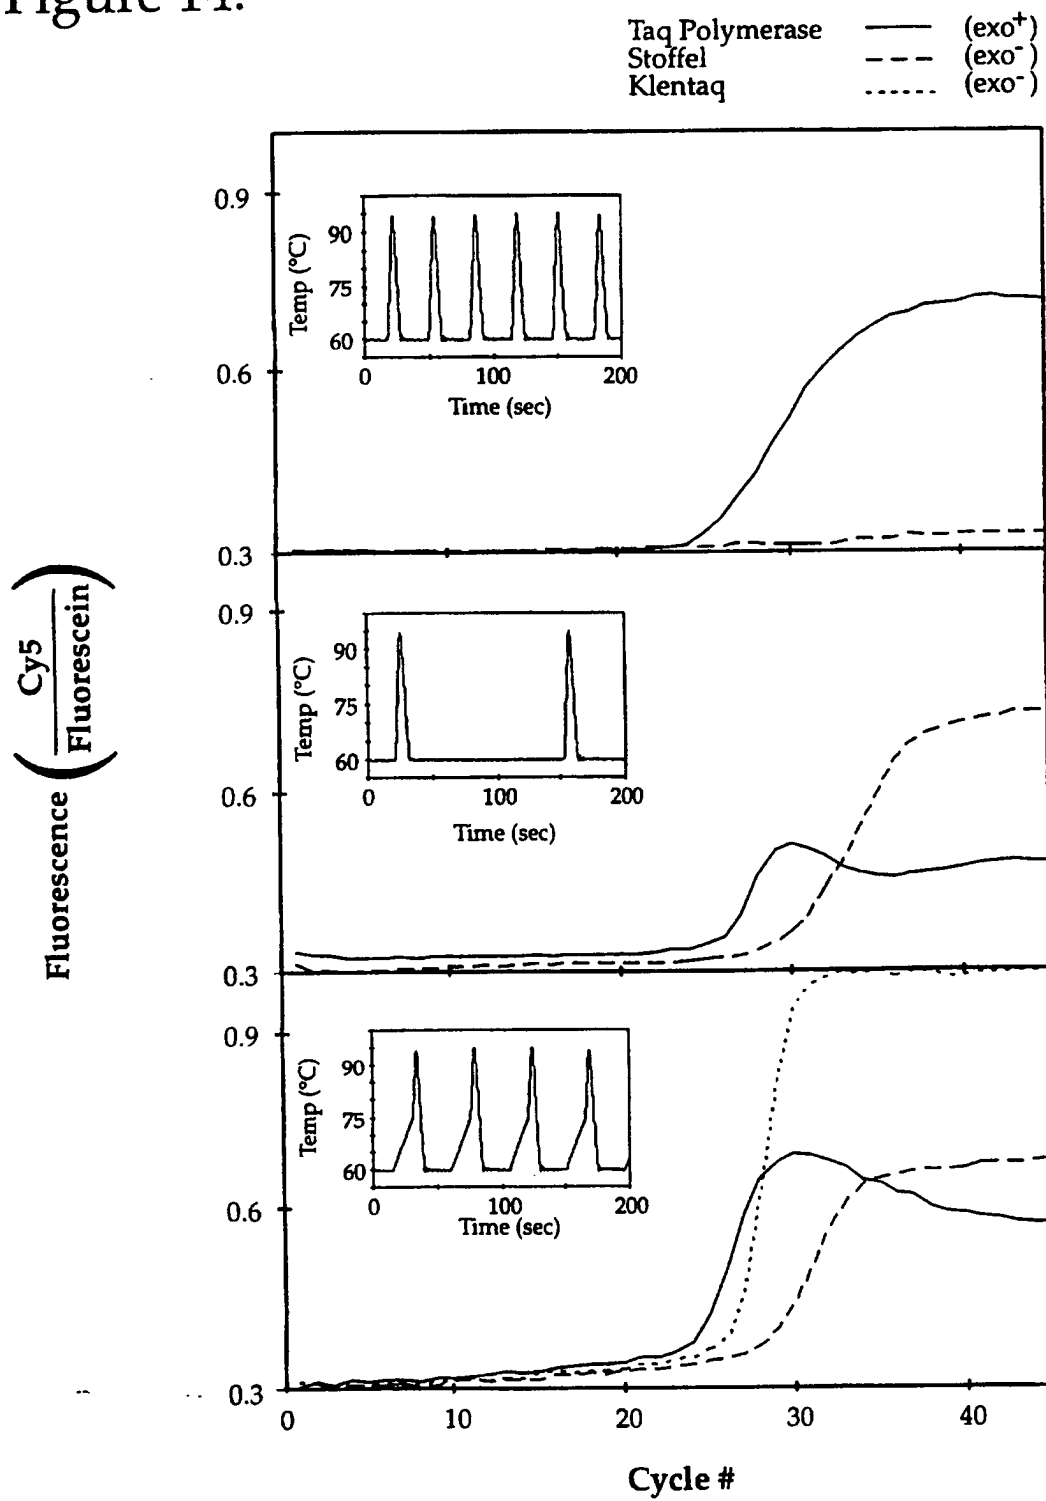 Taq Polymerase (exo+)
Stoffel (exo-)
Klentaq (exo-)
0.9
0.6
0.3
Temp (°C)
90
75
60
0 100 200
Time (sec)
0.9
0.6
0.3
Temp (°C)
90
75
60
0 100 200
Time (sec)
0.9
0.6
0.3
Temp (°C)
90
75
60
0 100 200
Time (sec)
Fluorescence (Cy5
Fluorescein)
0 10 20 30 40
Cycle #